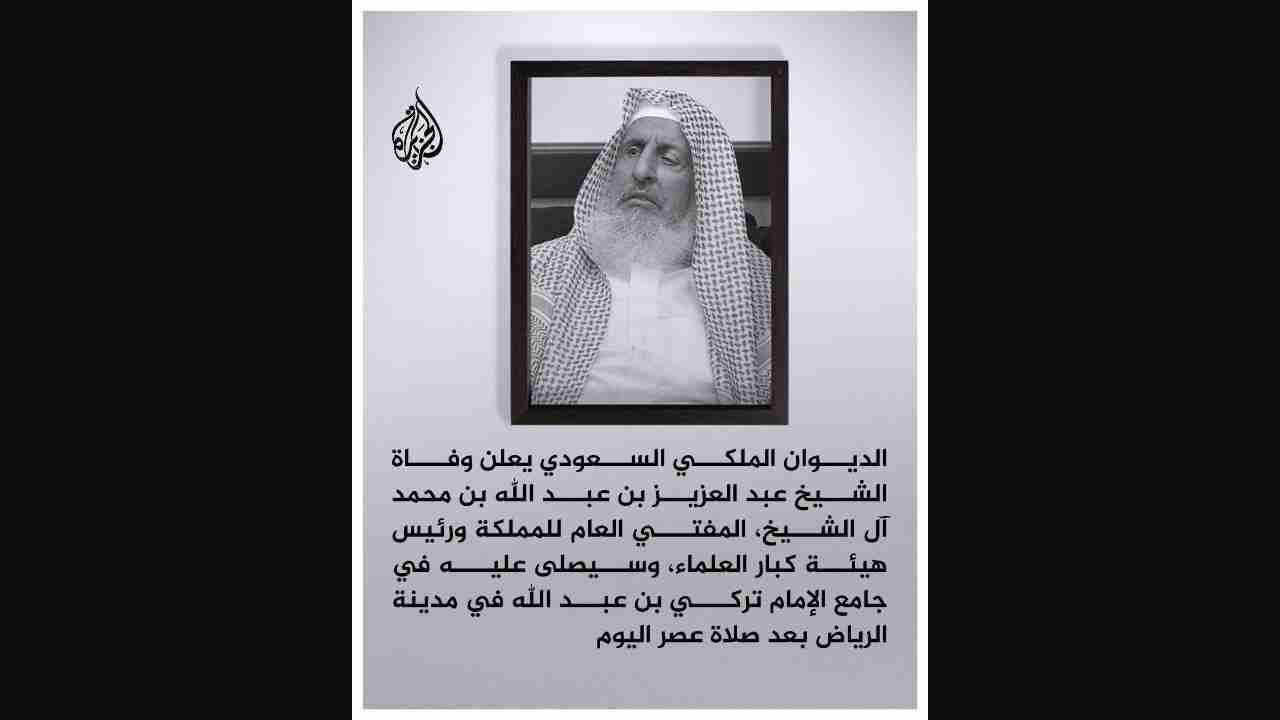 الجزيرة
الديوان الملكي السعودي يعلن وفاة
الشيخ عبد العزيز بن عبد الله بن محمد
آل الشيخ، المفتي العام للمملكة ورئيس
هيئة كبار العلماء، وسيصلى عليه في
جامع الإمام تركي بن عبد الله في مدينة
الرياض بعد صلاة عصر اليوم